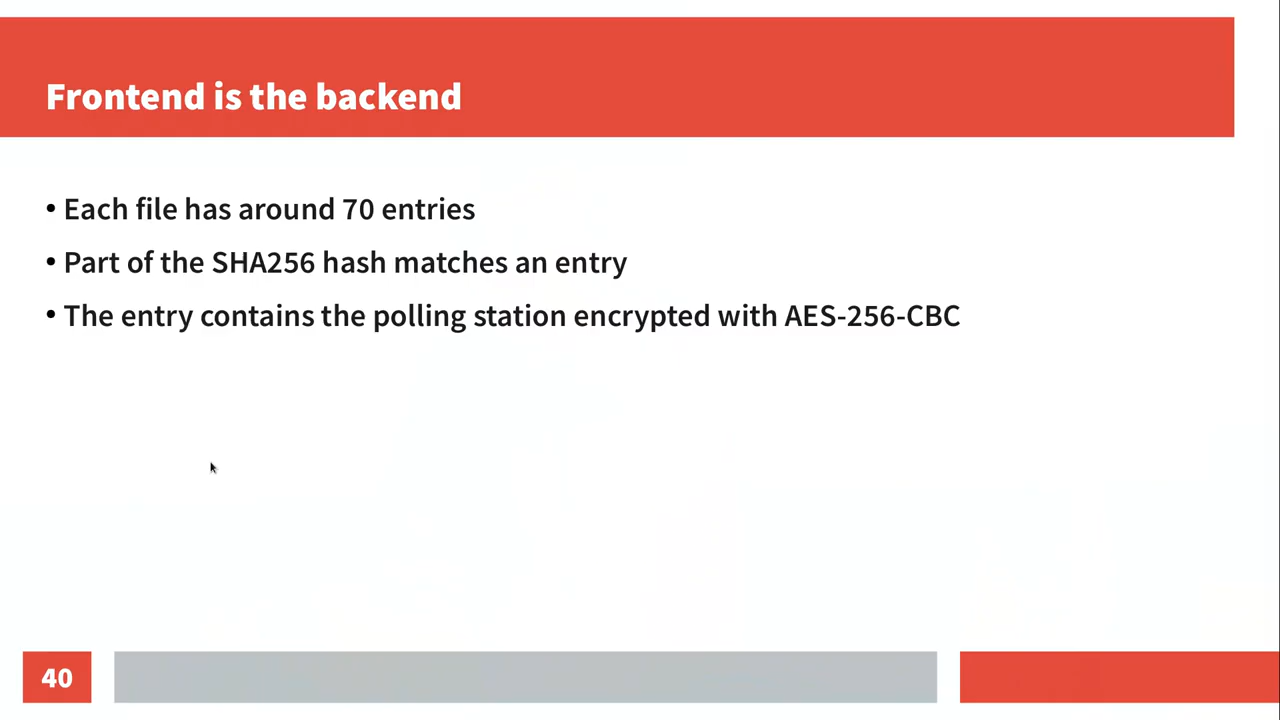 Frontend is the backend
• Each file has around 70 entries
• Part of the SHA256 hash matches an entry
• The entry contains the polling station encrypted with AES-256-CBC
40